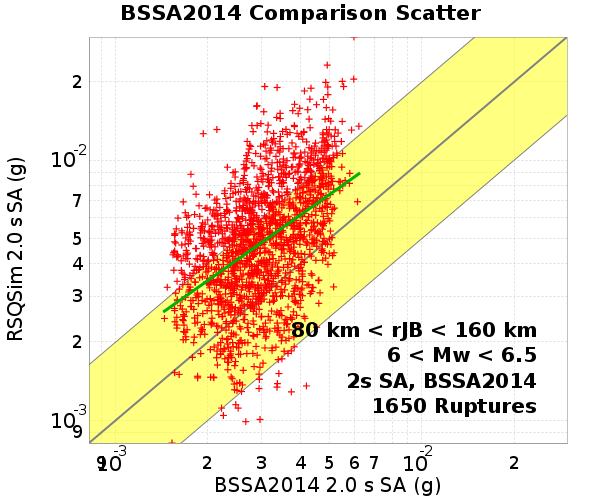 BSSA2014 Comparison Scatter
RSQSim 2.0 s SA (g)
2
10-2
7
5
4
3
2
10-3
9
80 km < rJB < 160 km
6 < Mw < 6.5
2s SA, BSSA2014
1650 Ruptures
9 10-3 2 3 4 5 6 7 10-2 2
BSSA2014 2.0 s SA (g)